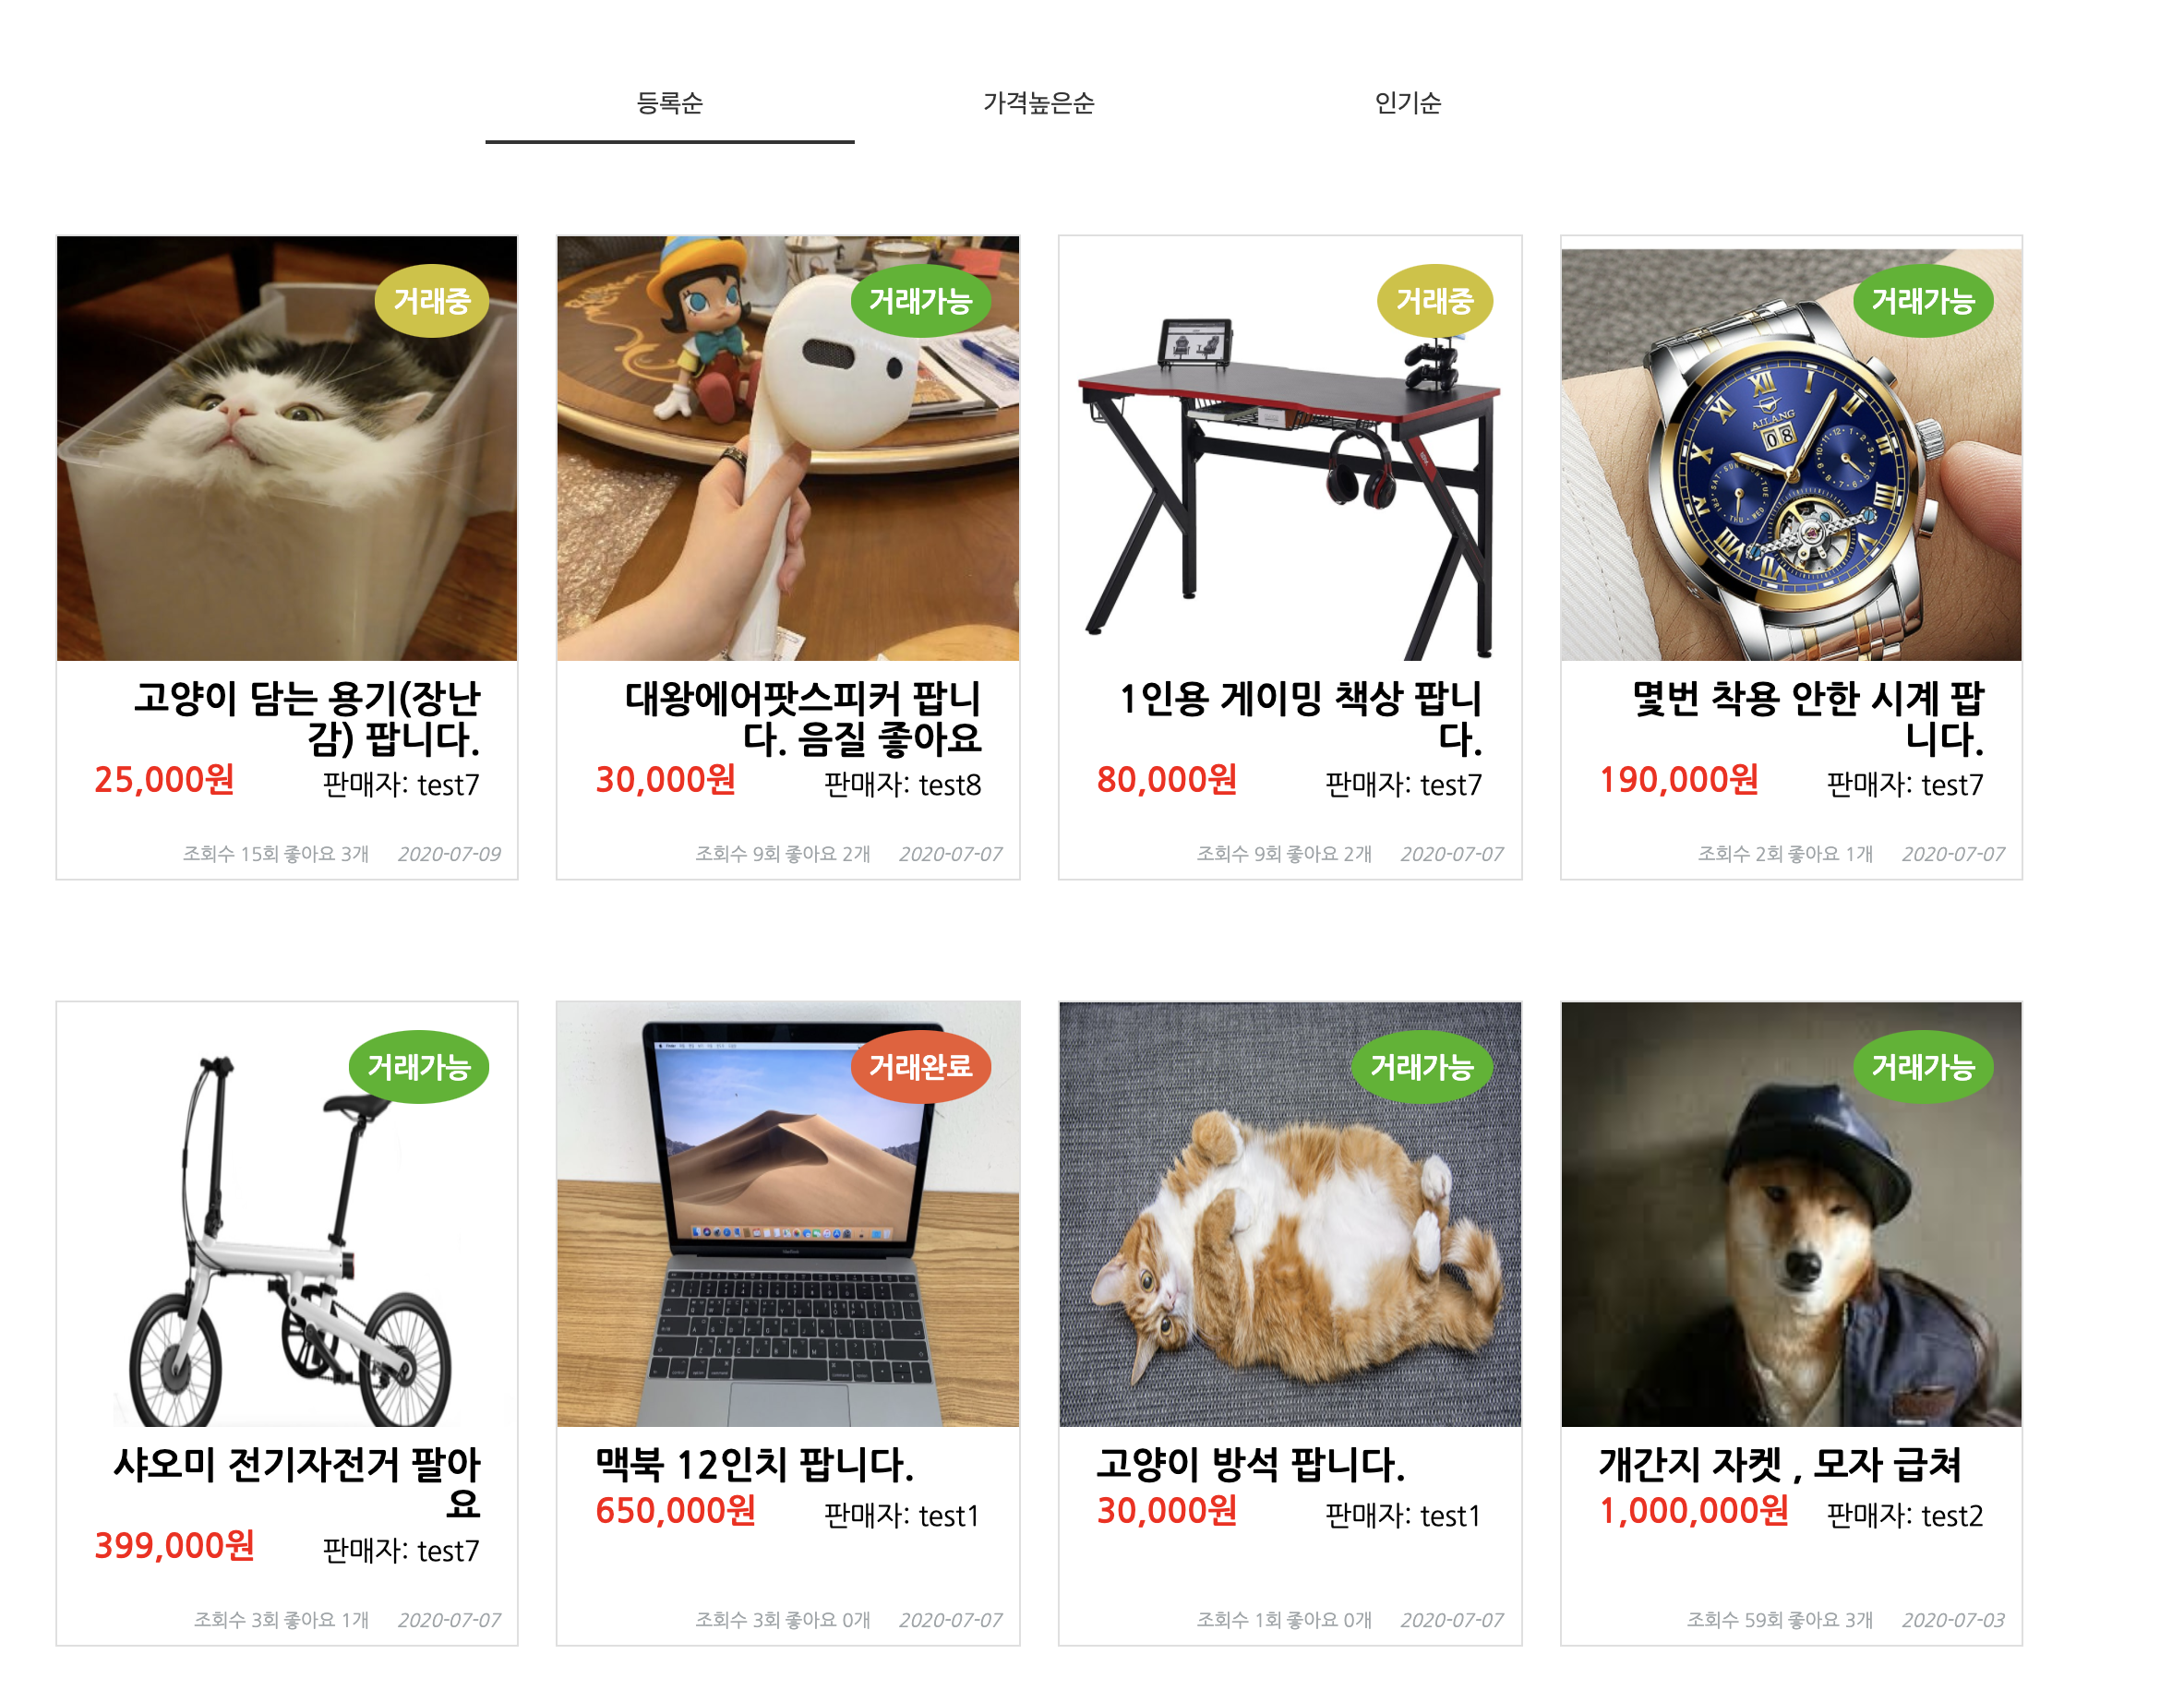 등록순
가격높은순
인기순
거래중
고양이 담는 용기(장난
감) 팝니다.
25,000원
판매자: test7
조회수 15회 좋아요 3개
2020-07-09
거래가능
대왕에어팟스피커 팝니
다. 음질 좋아요
30,000원
판매자: test8
조회수 9회 좋아요 2개
2020-07-07
거래중
1인용 게이밍 책상 팝니
다.
80,000원
판매자: test7
조회수 9회 좋아요 2개
2020-07-07
거래가능
XII
I
II
III
V
VII
VIII
X
XI
AILANG
08
몇번 착용 안한 시계 팝
니다.
190,000원
판매자: test7
조회수 2회 좋아요 1개
2020-07-07
거래가능
샤오미 전기자전거 팔아
요
399,000원
판매자: test7
조회수 3회 좋아요 1개
2020-07-07
거래완료
맥북 12인치 팝니다.
650,000원
판매자: test1
조회수 3회 좋아요 0개
2020-07-07
거래가능
고양이 방석 팝니다.
30,000원
판매자: test1
조회수 1회 좋아요 0개
2020-07-07
거래가능
개간지 자켓 , 모자 급쳐
1,000,000원
판매자: test2
조회수 59회 좋아요 3개
2020-07-03